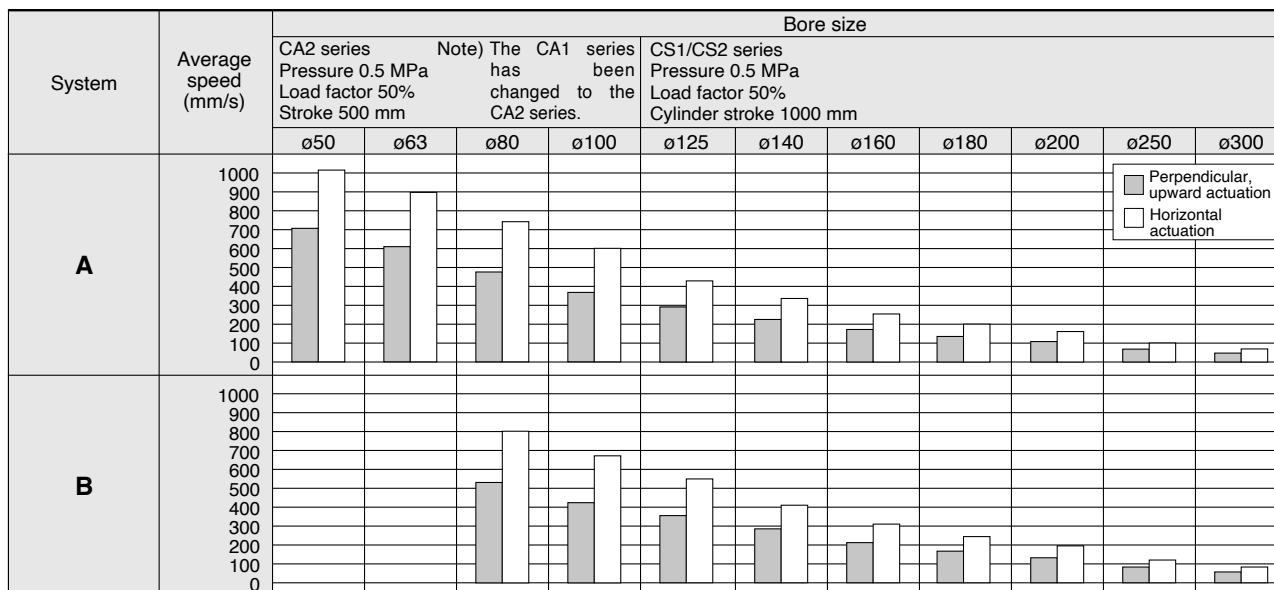 Bore size
System
Average
speed
(mm/s)
CA2 series
Pressure 0.5 MPa
Load factor 50%
Stroke 500 mm
Note) The CA1 series
has been
changed to the
CA2 series.
CS1/CS2 series
Pressure 0.5 MPa
Load factor 50%
Cylinder stroke 1000 mm
ø50 ø63 ø80 ø100 ø125 ø140 ø160 ø180 ø200 ø250 ø300
A
1000
900
800
700
600
500
400
300
200
100
0
Perpendicular,
upward actuation
Horizontal
actuation
B
1000
900
800
700
600
500
400
300
200
100
0